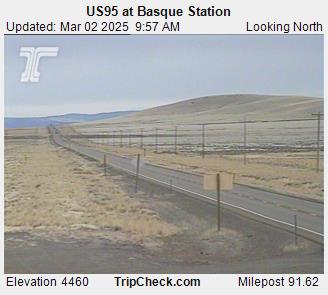 US95 at Basque Station
Updated: Mar 02 2025 9:57 AM Looking North
Elevation 4460 TripCheck.com Milepost 91.62